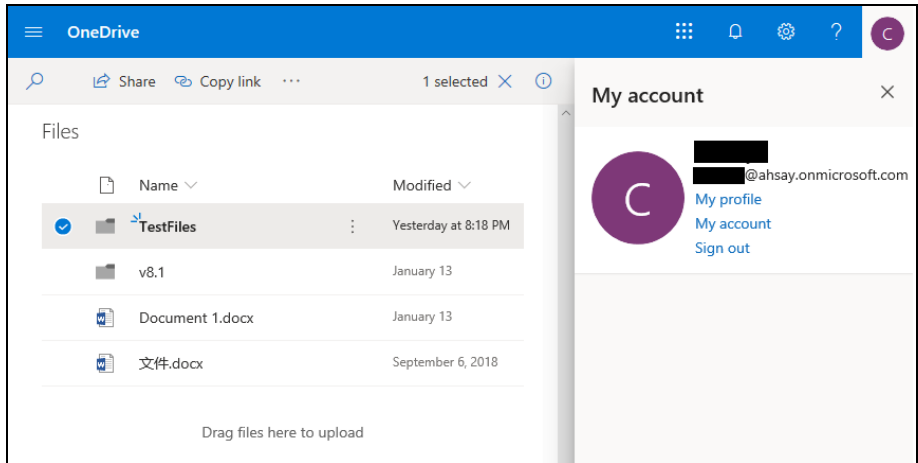 OneDrive
? C
Share Copy link ··· 1 selected
My account
Files
Name Modified
TestFiles Yesterday at 8:18 PM
v8.1 January 13
Document 1.docx January 13
文件.docx September 6, 2018
Drag files here to upload
C
@ahsay.onmicrosoft.com
My profile
My account
Sign out